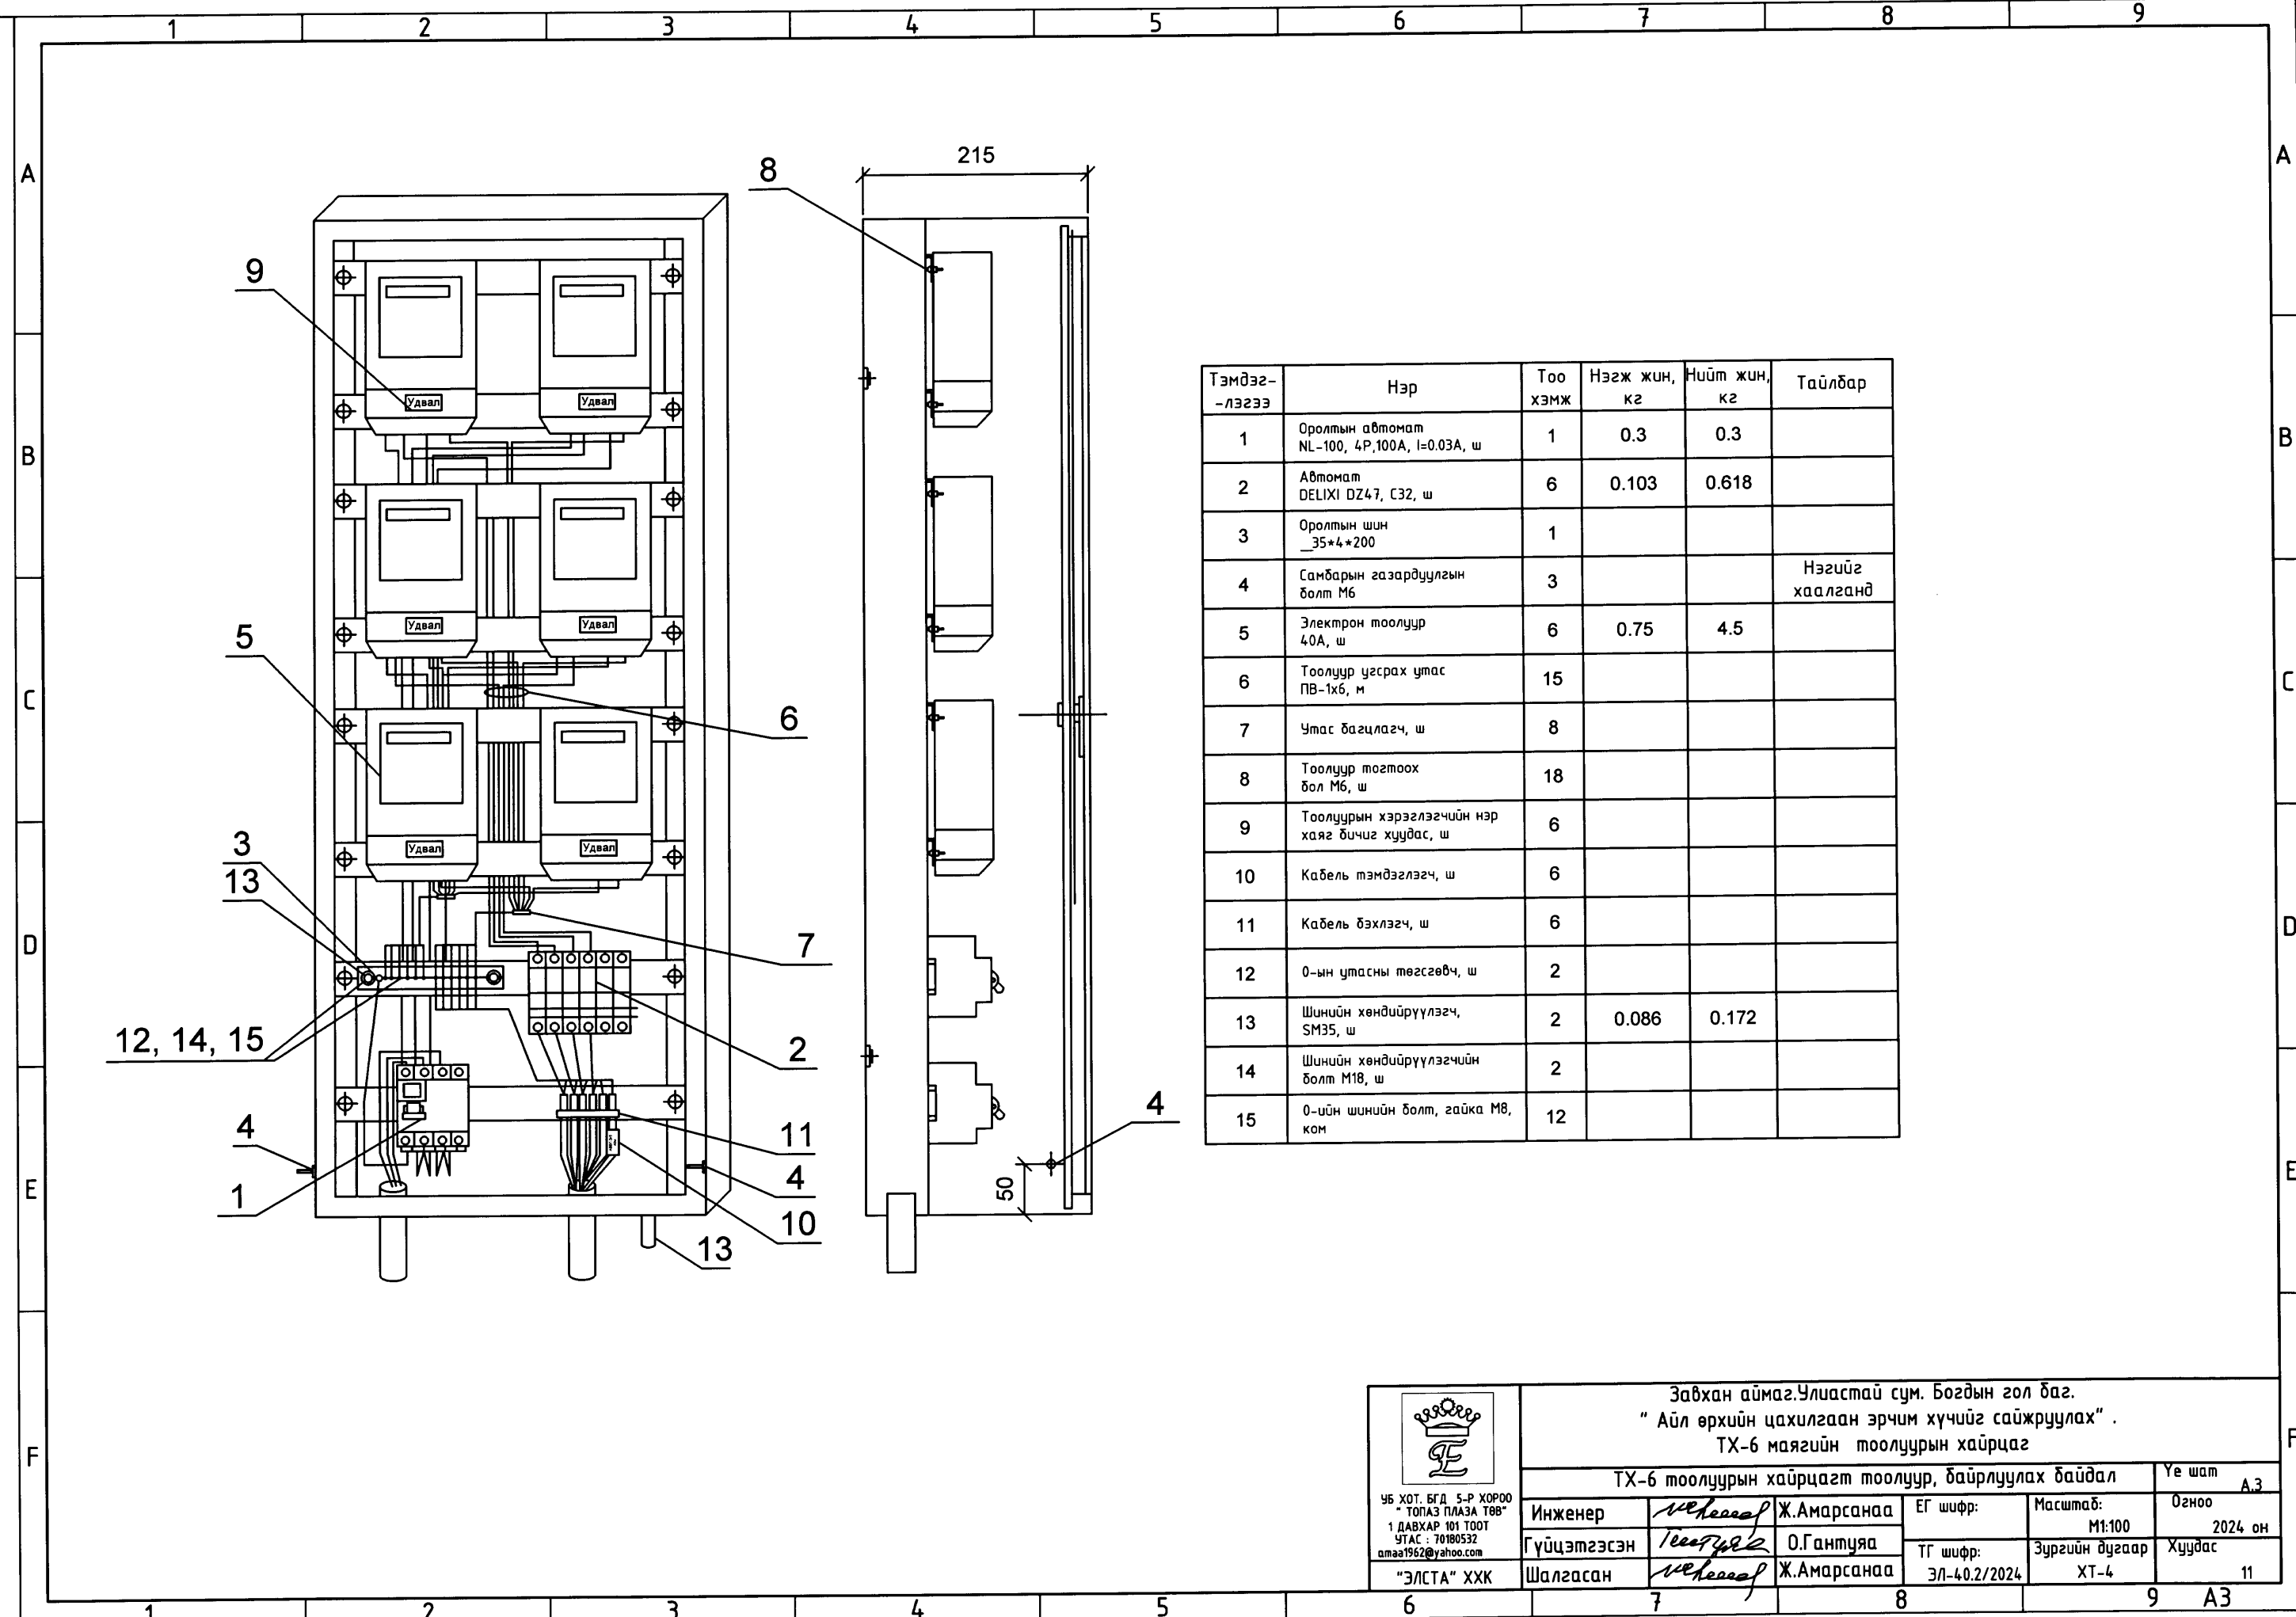 1 2 3 4 5 6 7 8 9
A
B
C
D
E
F
A
B
C
D
E
F
8
215
9
5
6
3
13
7
12, 14, 15
2
4
11
4
1
10
13
4
50
Удвал
Удвал
Удвал
Удвал
Удвал
Удвал
Тэмдэг-
-лэгээ
Нэр
Тоо
хэмж
Нэгж жин,
кг
Нийт жин,
кг
Тайлбар
1
Оролтын автомат
NL-100, 4P,100A, I=0.03A, ш
1 0.3 0.3
2
Автомат
DELIXI DZ47, C32, ш
6 0.103 0.618
3
Оролтын шин
__35*4*200
1
4
Самбарын газардуулгын
болт М6
3
Нэгийг
хаалганд
5
Электрон тоолуур
40А, ш
6 0.75 4.5
6
Тоолуур угсрах утас
ПВ-1х6, м
15
7
Утас багцлагч, ш
8
8
Тоолуур тогтоох
бол М6, ш
18
9
Тоолуурын хэрэглэгчийн нэр
хаяг бичиг хуудас, ш
6
10
Кабель тэмдэглэгч, ш
6
11
Кабель бэхлэгч, ш
6
12
0-ын утасны төгсгөвч, ш
2
13
Шинийн хөндийрүүлэгч,
SM35, ш
2 0.086 0.172
14
Шинийн хөндийрүүлэгчийн
болт М18, ш
2
15
0-ийн шинийн болт, гайка М8,
ком
12
УБ ХОТ. БГД 5-Р ХОРОО
" ТОПАЗ ПЛАЗА ТӨВ"
1 ДАВХАР 101 ТООТ
УТАС : 70180532
amaa1962@yahoo.com
"ЭЛСТА" ХХК
Завхан аймаг.Улиастай сум. Богдын гол баг.
" Айл өрхийн цахилгаан эрчим хүчийг сайжруулах" .
ТХ-6 маягийн тоолуурын хайрцаг
ТХ-6 тоолуурын хайрцагт тоолуур, байрлуулах байдал
Үе шат
А.З
Инженер
Ж.Амарсанаа
ЕГ шифр:
Масштаб:
М1:100
Огноо
2024 он
Гүйцэтгэсэн
О.Гантуяа
ТГ шифр:
ЭЛ-40.2/2024
Зургийн дугаар
ХТ-4
Хуудас
11
Шалгасан
Ж.Амарсанаа
1 2 3 4 5 6 7 8 9 А3